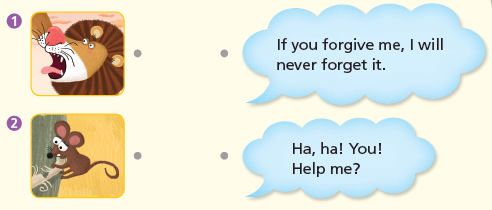 1
If you forgive me, I will
never forget it.
2
Ha, ha! You!
Help me?